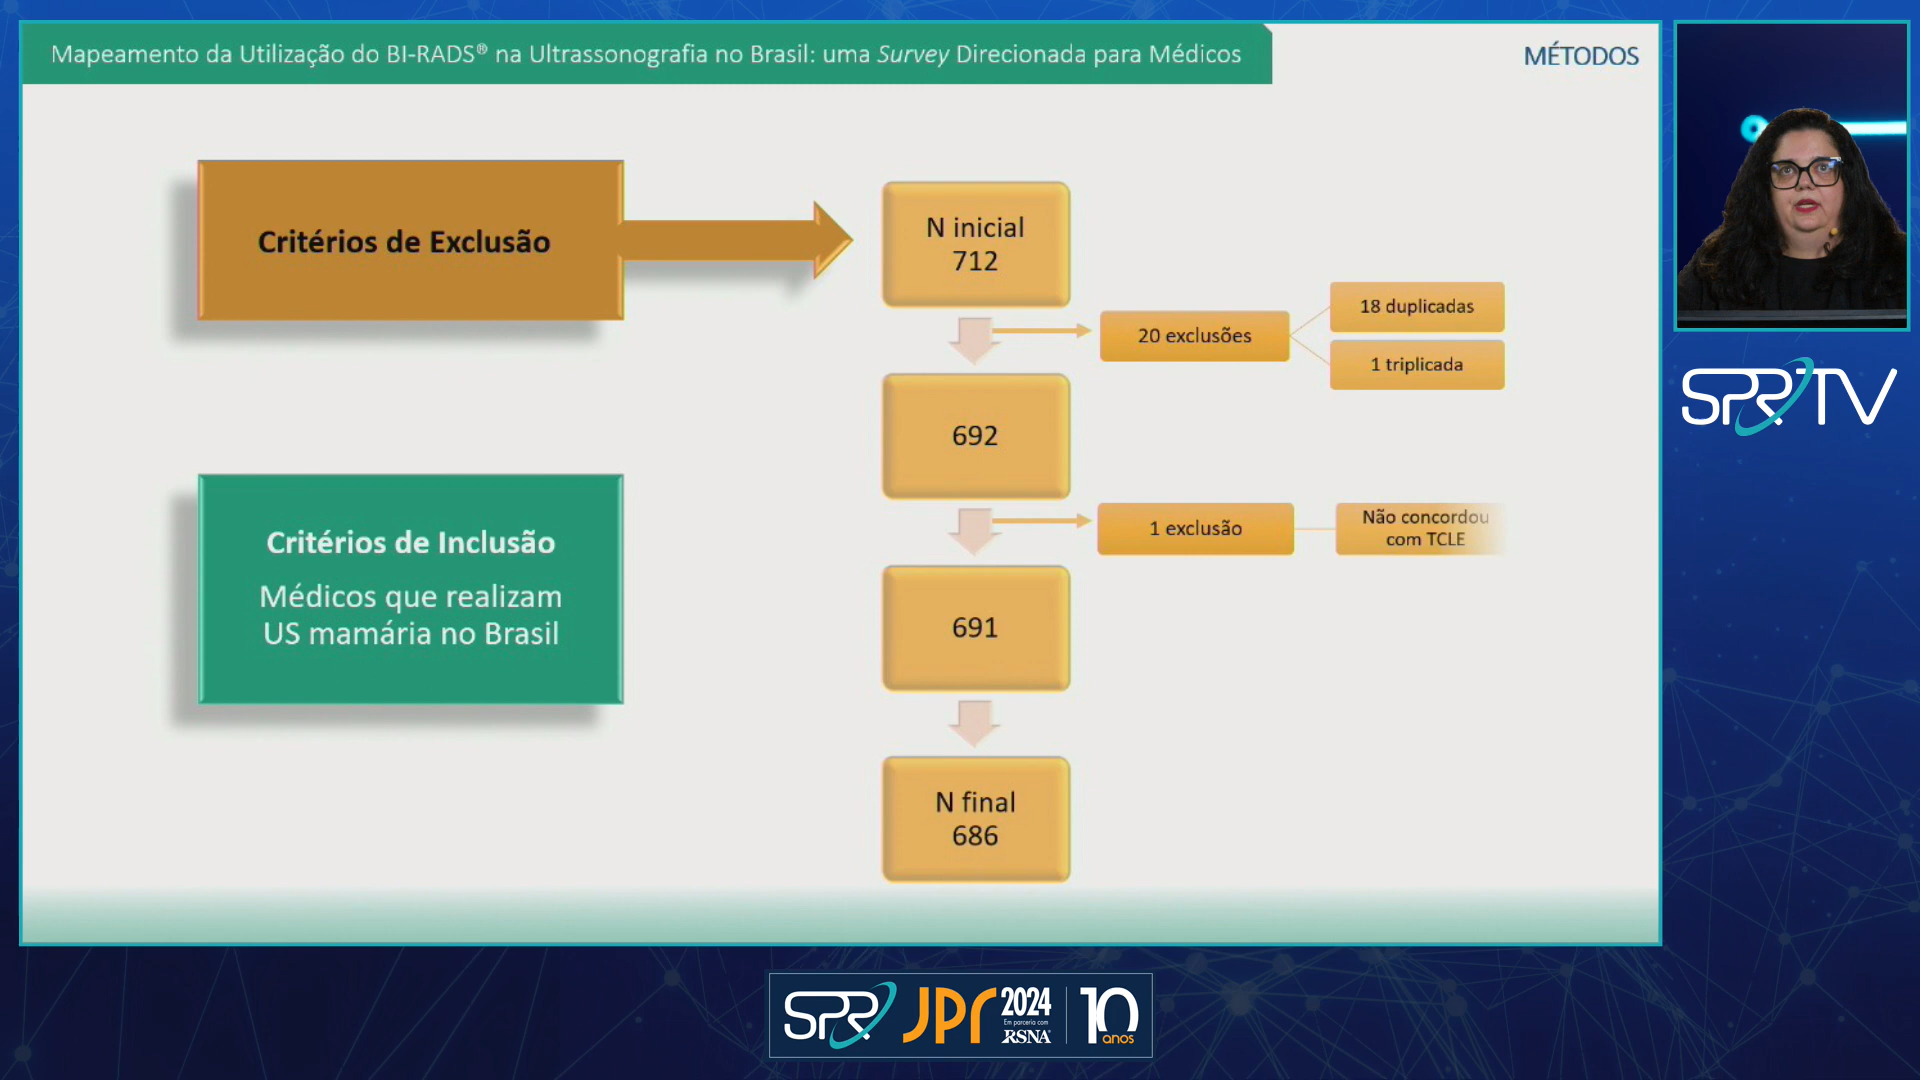 Mapeamento da Utilização do BI-RADS® na Ultrassonografia no Brasil: uma Survey Direcionada para Médicos
MÉTODOS
Critérios de Exclusão
N inicial
712
20 exclusões
18 duplicadas
1 triplicada
692
1 exclusão
Não concordou
com TCLE
Critérios de Inclusão
Médicos que realizam
US mamária no Brasil
691
N final
686
SPR TV
SPR JPR 2024
Em parceria com
RSNA
10
anos